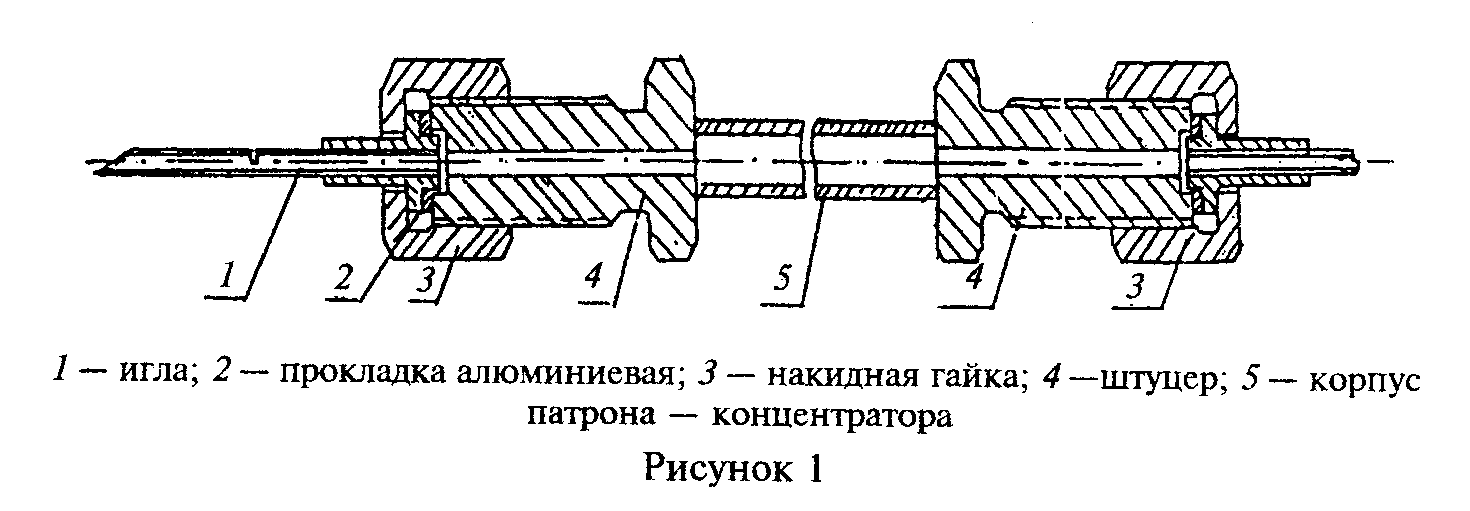 1 2 3 4 5 4 3
1 — игла; 2 — прокладка алюминиевая; 3 — накидная гайка; 4 —штуцер; 5 — корпус
патрона — концентратора
Рисунок 1